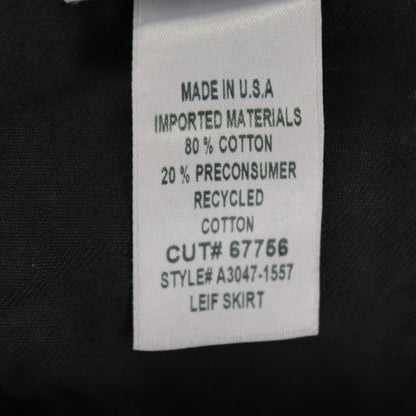 MADE IN U.S.A
IMPORTED MATERIALS
80% COTTON
20% PRECONSUMER
RECYCLED
COTTON
CUT# 67756
STYLE# A3047-1557
LEIF SKIRT